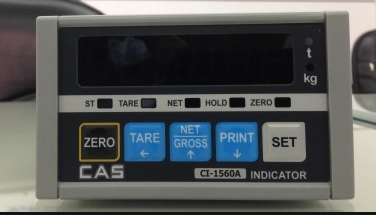 t
kg
ST TARE NET HOLD ZERO
ZERO TARE ← NET GROSS ↑ PRINT ↓ SET
CAS CI-1560A INDICATOR